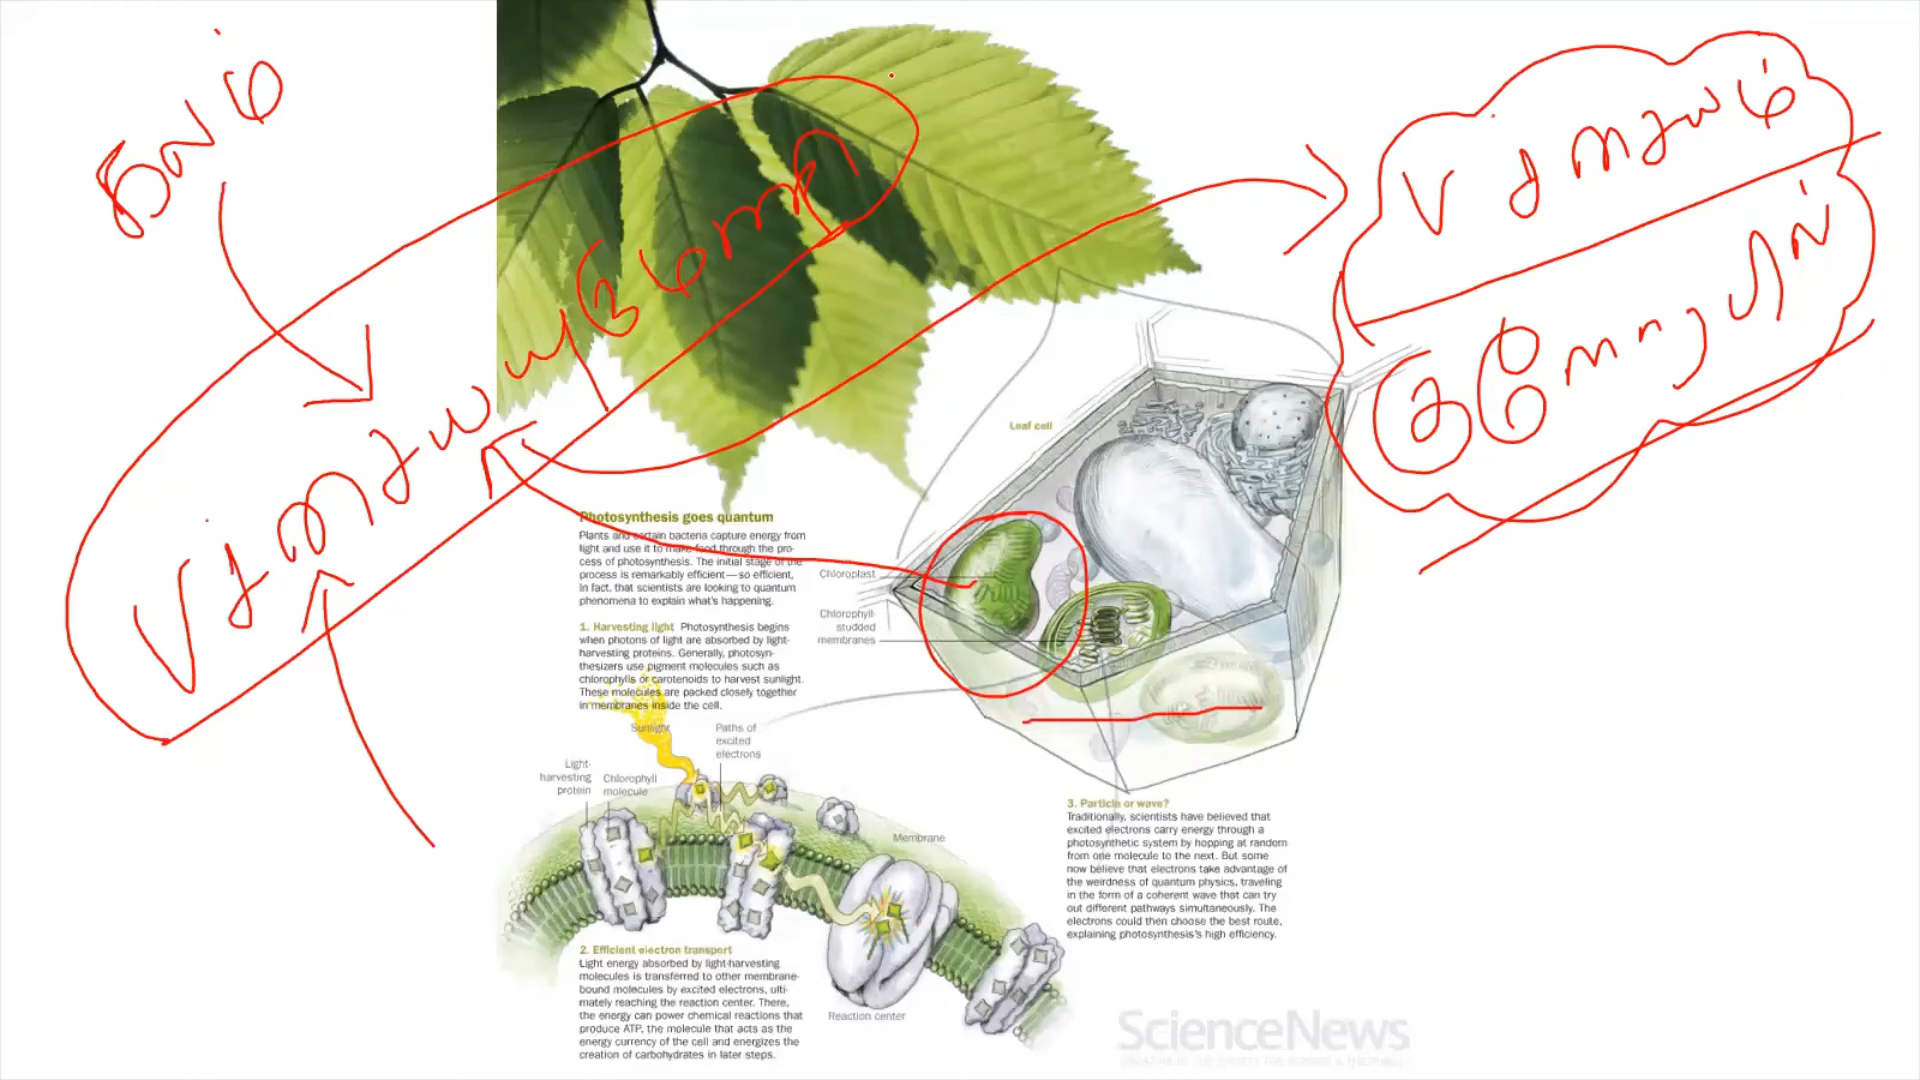 Leaf cell
Photosynthesis goes quantum
Plants and certain bacteria capture energy from
light and use it to make food through the pro-
cess of photosynthesis. The initial stage of the
process is remarkably efficient—so efficient,
in fact, that scientists are looking to quantum
phenomena to explain what's happening.
Chloroplast
Chlorophyll-
studded
membranes
1. Harvesting light Photosynthesis begins
when photons of light are absorbed by light-
harvesting proteins. Generally, photosyn-
thesizers use pigment molecules such as
chlorophylls or carotenoids to harvest sunlight.
These molecules are packed closely together
in membranes inside the cell.
Sunlight
Paths of
excited
electrons
Light-
harvesting
protein
Chlorophyll
molecule
Membrane
Reaction center
2. Efficient electron transport
Light energy absorbed by light-harvesting
molecules is transferred to other membrane-
bound molecules by excited electrons, ulti-
mately reaching the reaction center. There,
the energy can power chemical reactions that
produce ATP, the molecule that acts as the
energy currency of the cell and energizes the
creation of carbohydrates in later steps.
3. Particle or wave?
Traditionally, scientists have believed that
excited electrons carry energy through a
photosynthetic system by hopping at random
from one molecule to the next. But some
now believe that electrons take advantage of
the weirdness of quantum physics, traveling
in the form of a coherent wave that can try
out different pathways simultaneously. The
electrons could then choose the best route,
explaining photosynthesis's high efficiency.
ScienceNews